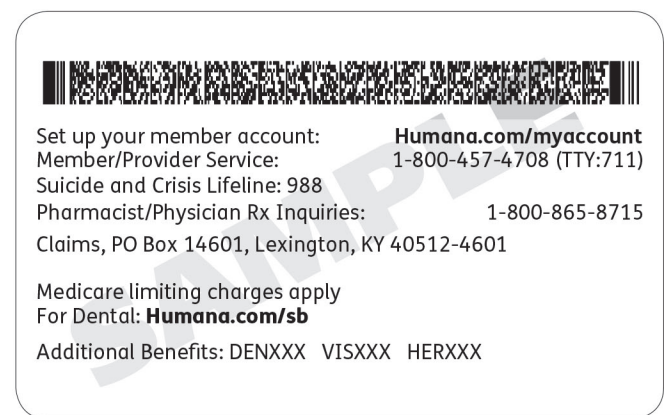 Set up your member account: Humana.com/myaccount
Member/Provider Service: 1-800-457-4708 (TTY:711)
Suicide and Crisis Lifeline: 988
Pharmacist/Physician Rx Inquiries: 1-800-865-8715
Claims, PO Box 14601, Lexington, KY 40512-4601
Medicare limiting charges apply
For Dental: Humana.com/sb
Additional Benefits: DENXXX VISXXX HERXXX
SAMPLE